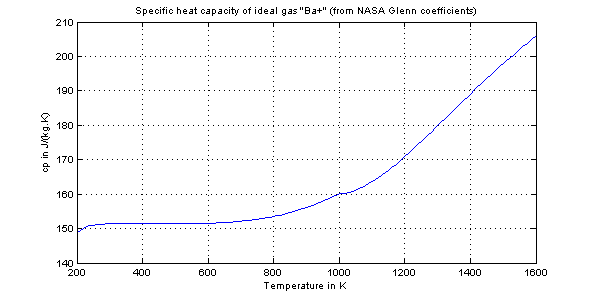 Specific heat capacity of ideal gas "Ba+" (from NASA Glenn coefficients)
210
200
190
180
170
160
150
140
cp in J/(kg.K)
200 400 600 800 1000 1200 1400 1600
Temperature in K